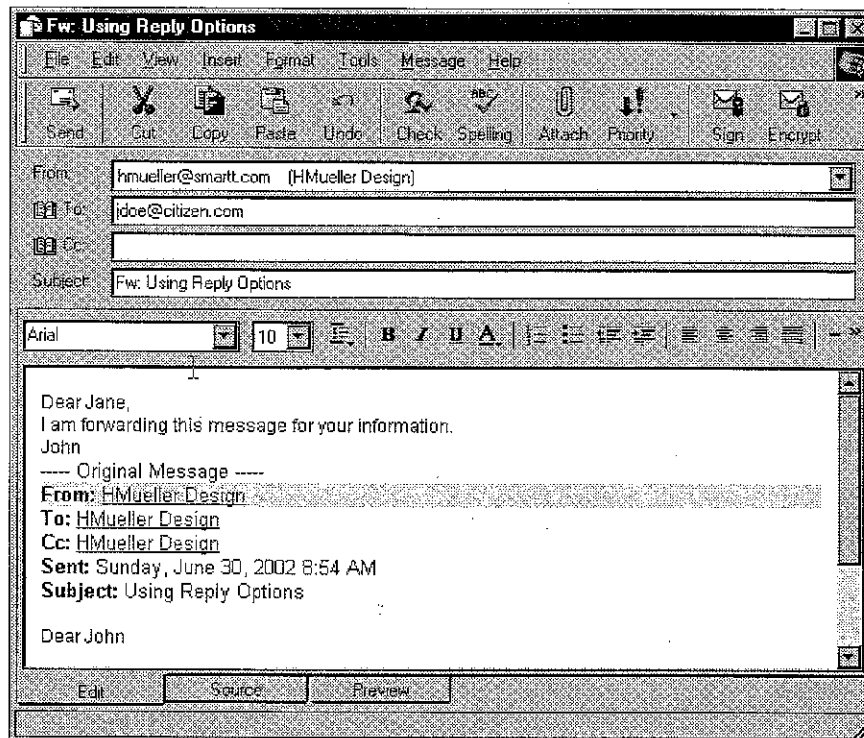 Fw: Using Reply Options
File Edit View Insert Format Tools Message Help
Send Cut Copy Paste Undo Check Spelling Attach Priority Sign Encrypt
From: hmueller@smartt.com (HMueller Design)
To: jdoe@citizen.com
Cc:
Subject: Fw: Using Reply Options
Arial 10 B I U A
Dear Jane,
I am forwarding this message for your information.
John
----- Original Message -----
From: HMueller Design
To: HMueller Design
Cc: HMueller Design
Sent: Sunday, June 30, 2002 8:54 AM
Subject: Using Reply Options
Dear John
Edit Source Preview